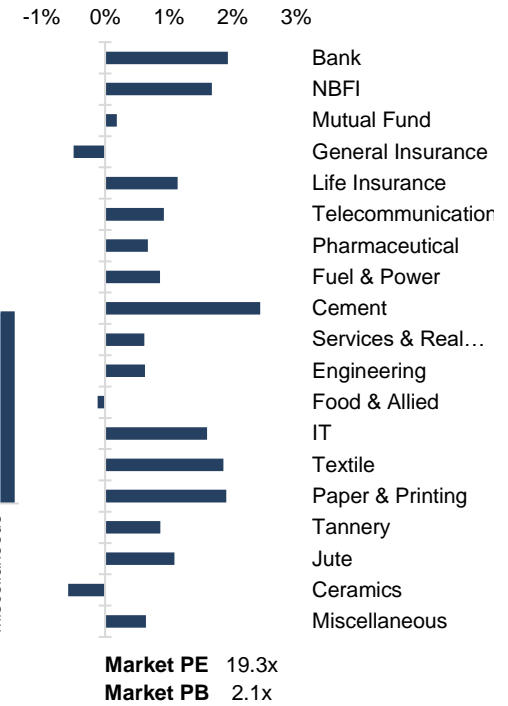 -1% 0% 1% 2% 3%
Bank
NBFI
Mutual Fund
General Insurance
Life Insurance
Telecommunication
Pharmaceutical
Fuel & Power
Cement
Services & Real…
Engineering
Food & Allied
IT
Textile
Paper & Printing
Tannery
Jute
Ceramics
Miscellaneous
Market PE 19.3x
Market PB 2.1x